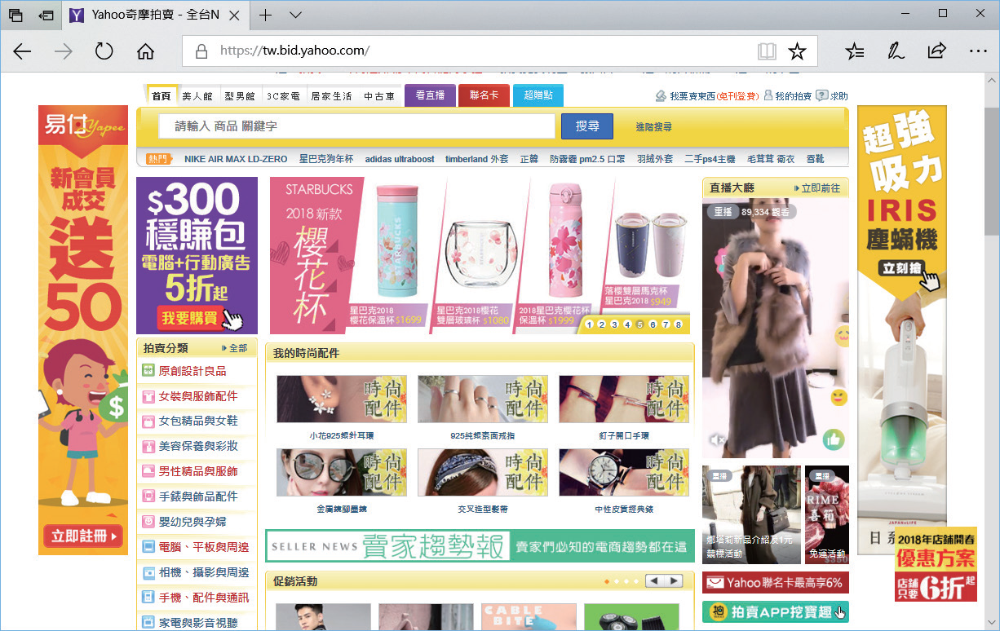 Yahoo奇摩拍賣 - 全台N
https://tw.bid.yahoo.com/
首頁 美人館 型男館 3C家電 居家生活 中古車 看直播 聯名卡 超贈點
我要賣東西(免刊登費) 我的拍賣 求助
請輸入 商品 關鍵字
搜尋
進階搜尋
熱門 NIKE AIR MAX LD-ZERO 星巴克狗年杯 adidas ultraboost timberland 外套 正韓 防霧霾 pm2.5 口罩 羽絨外套 二手ps4主機 毛茸茸 衛衣 雪靴
易付 Yapee
新會員
成交
送
50
立即註冊
$300
穩賺包
電腦+行動廣告
5折起
我要購買
STARBUCKS
2018 新款
櫻花杯
STARBUCKS
星巴克2018
櫻花保溫杯 $1699
星巴克2018櫻花
雙層玻璃杯 $1080
2018星巴克櫻花杯
保溫杯 $1999
落櫻雙層馬克杯
星巴克2018 $949
1 2 3 4 5 6 7 8
直播大廳
立即前往
重播 89,334 觀看
超強
吸力
IRIS
塵蟎機
立刻搶
JAPAN@LIFE
拍賣分類
全部
原創設計良品
女裝與服飾配件
女包精品與女鞋
美容保養與彩妝
男性精品與服飾
手錶與飾品配件
嬰幼兒與孕婦
電腦、平板與周邊
相機、攝影與周邊
手機、配件與通訊
家電與影音視聽
我的時尚配件
時尚
配件
時尚
配件
時尚
配件
小花925銀針耳環
925純銀素面戒指
釘子開口手環
時尚
配件
時尚
配件
時尚
配件
金屬鏡腳墨鏡
交叉造型髮帶
中性皮質經典錶
SELLER NEWS 賣家趨勢報 賣家們必知的電商趨勢都在這
促銷活動
CABLE
BITE
重播
娜塔莉新品介紹及1元
競標活動
重播
RIME
喜箱
免運活動
Yahoo聯名卡最高享6%
拍賣APP挖寶趣
2018年店舖開春
優惠方案
店舖
只要
6折起